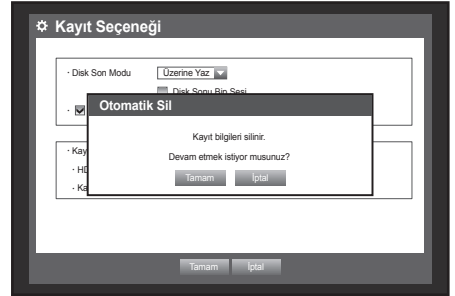 Kayıt Seçeneği
· Disk Son Modu Üzerine Yaz
Disk Sonu Bip Sesi
Otomatik Sil
Kayıt bilgileri silinir.
· Kay
Devam etmek istiyor musunuz?
· HD
Tamam İptal
· Ka
Tamam İptal